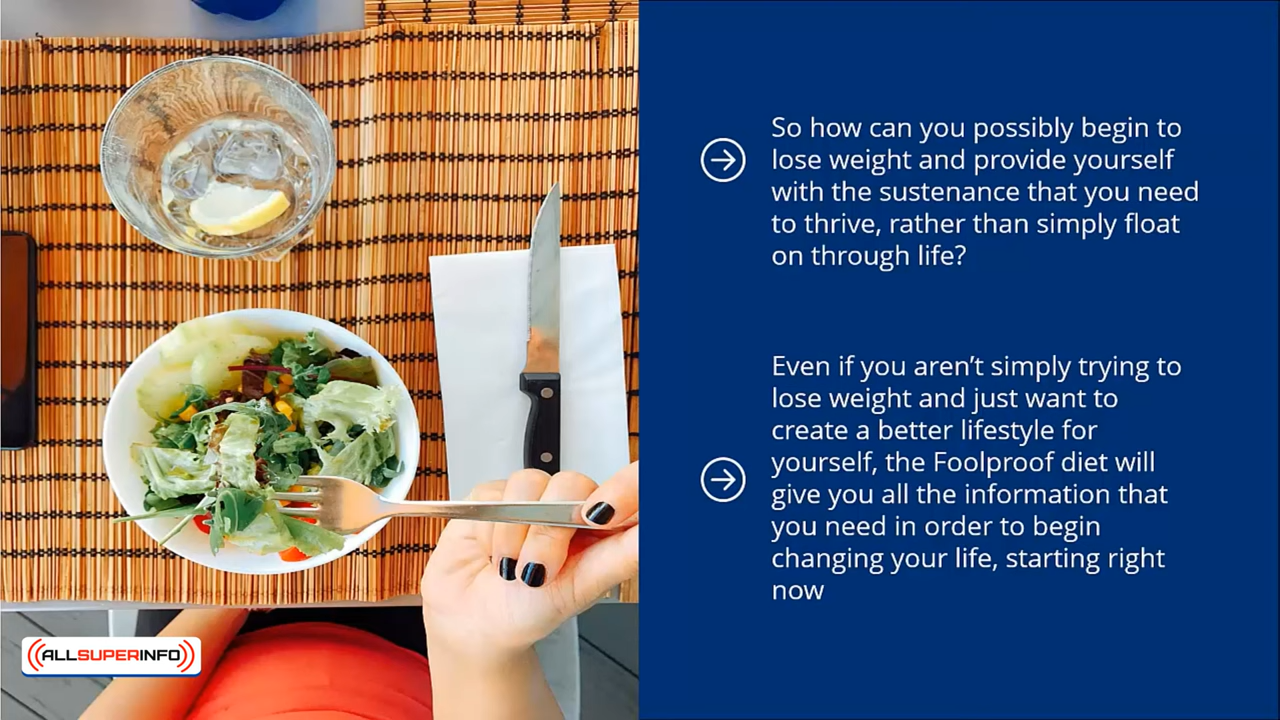 So how can you possibly begin to
lose weight and provide yourself
with the sustenance that you need
to thrive, rather than simply float
on through life?
Even if you aren’t simply trying to
lose weight and just want to
create a better lifestyle for
yourself, the Foolproof diet will
give you all the information that
you need in order to begin
changing your life, starting right
now
ALLSUPERINFO